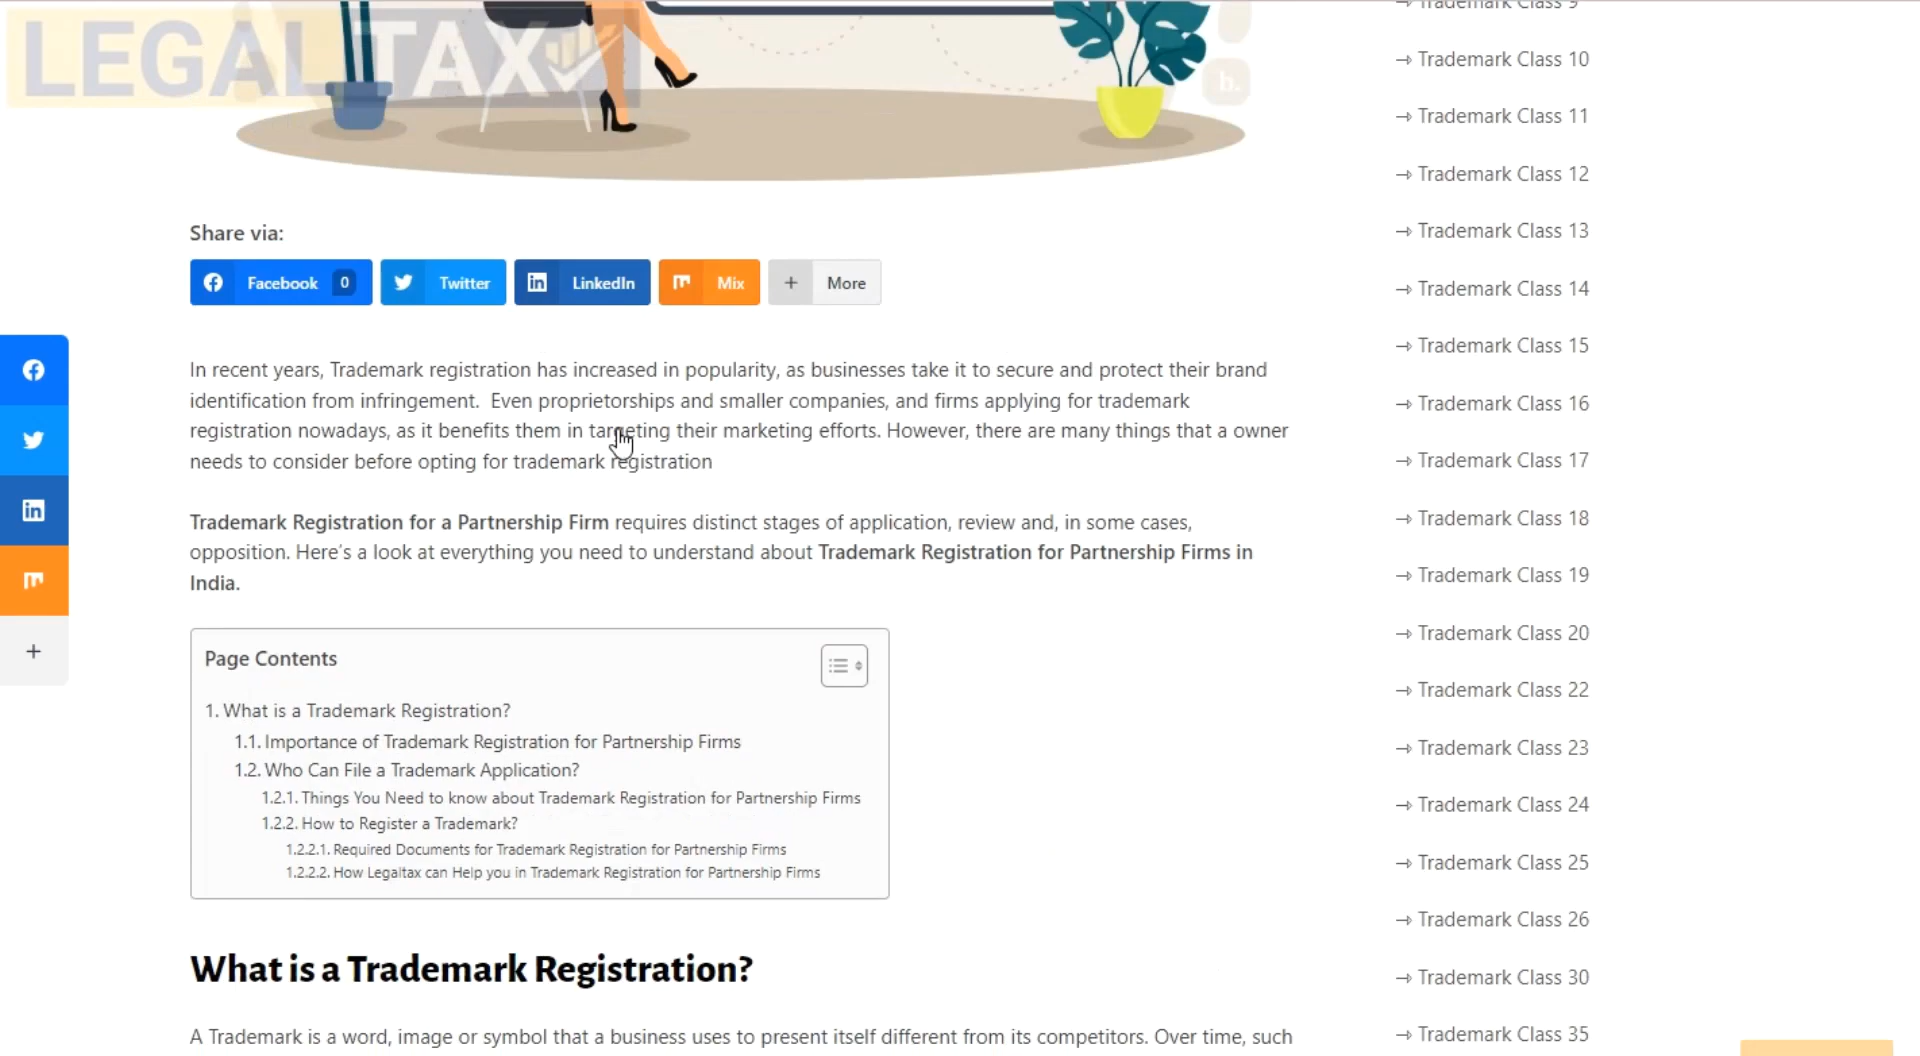 LEGAL TAX
h.
Share via:
Facebook 0 Twitter LinkedIn Mix + More
In recent years, Trademark registration has increased in popularity, as businesses take it to secure and protect their brand
identification from infringement.  Even proprietorships and smaller companies, and firms applying for trademark
registration nowadays, as it benefits them in targeting their marketing efforts. However, there are many things that a owner
needs to consider before opting for trademark registration
Trademark Registration for a Partnership Firm requires distinct stages of application, review and, in some cases,
opposition. Here's a look at everything you need to understand about Trademark Registration for Partnership Firms in
India.
Page Contents
1. What is a Trademark Registration?
1.1. Importance of Trademark Registration for Partnership Firms
1.2. Who Can File a Trademark Application?
1.2.1. Things You Need to know about Trademark Registration for Partnership Firms
1.2.2. How to Register a Trademark?
1.2.2.1. Required Documents for Trademark Registration for Partnership Firms
1.2.2.2. How Legaltax can Help you in Trademark Registration for Partnership Firms
What is a Trademark Registration?
A Trademark is a word, image or symbol that a business uses to present itself different from its competitors. Over time, such
→ Trademark Class 9
→ Trademark Class 10
→ Trademark Class 11
→ Trademark Class 12
→ Trademark Class 13
→ Trademark Class 14
→ Trademark Class 15
→ Trademark Class 16
→ Trademark Class 17
→ Trademark Class 18
→ Trademark Class 19
→ Trademark Class 20
→ Trademark Class 22
→ Trademark Class 23
→ Trademark Class 24
→ Trademark Class 25
→ Trademark Class 26
→ Trademark Class 30
→ Trademark Class 35